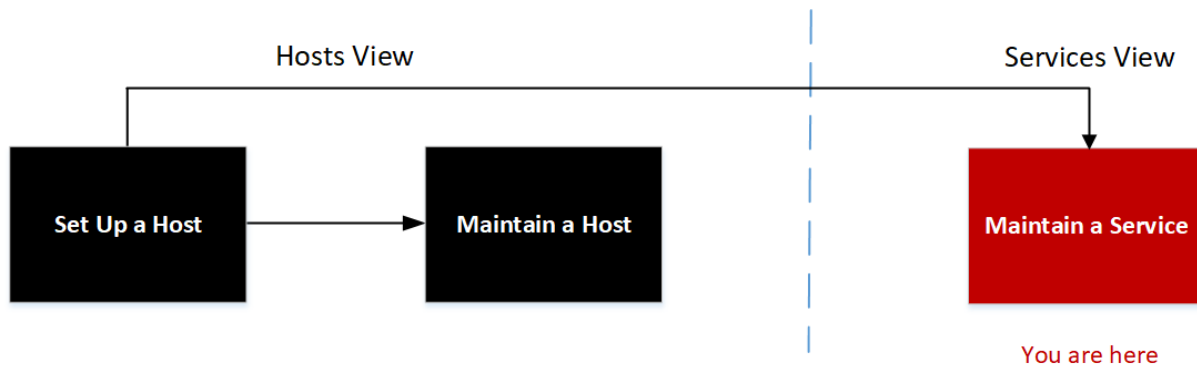 Hosts View
Services View
Set Up a Host
Maintain a Host
Maintain a Service
You are here